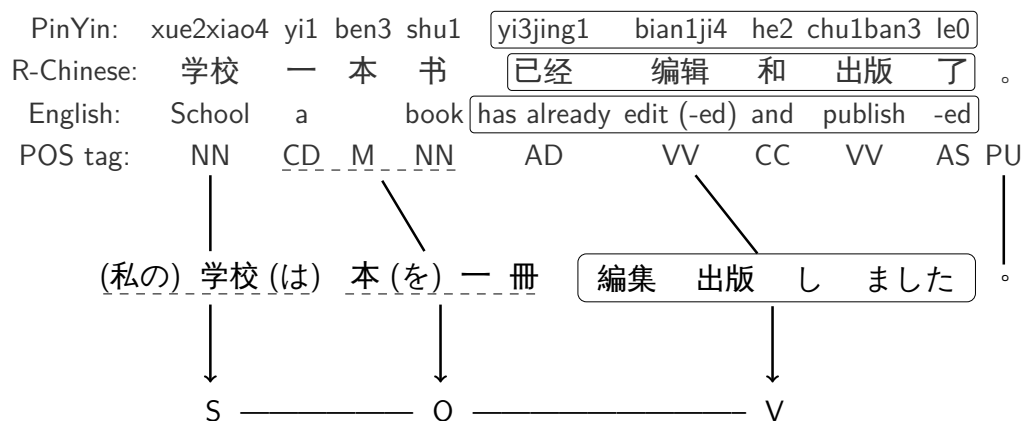 PinYin: xue2xiao4 yi1 ben3 shu1 yi3jing1 bian1ji4 he2 chu1ban3 le0
R-Chinese: 学校 一 本 书 已经 编辑 和 出版 了 。
English: School a book has already edit (-ed) and publish -ed
POS tag: NN CD M NN AD VV CC VV AS PU
(私の) 学校 (は) 本 (を) 一 冊 編集 出版 し ました 。
S O V